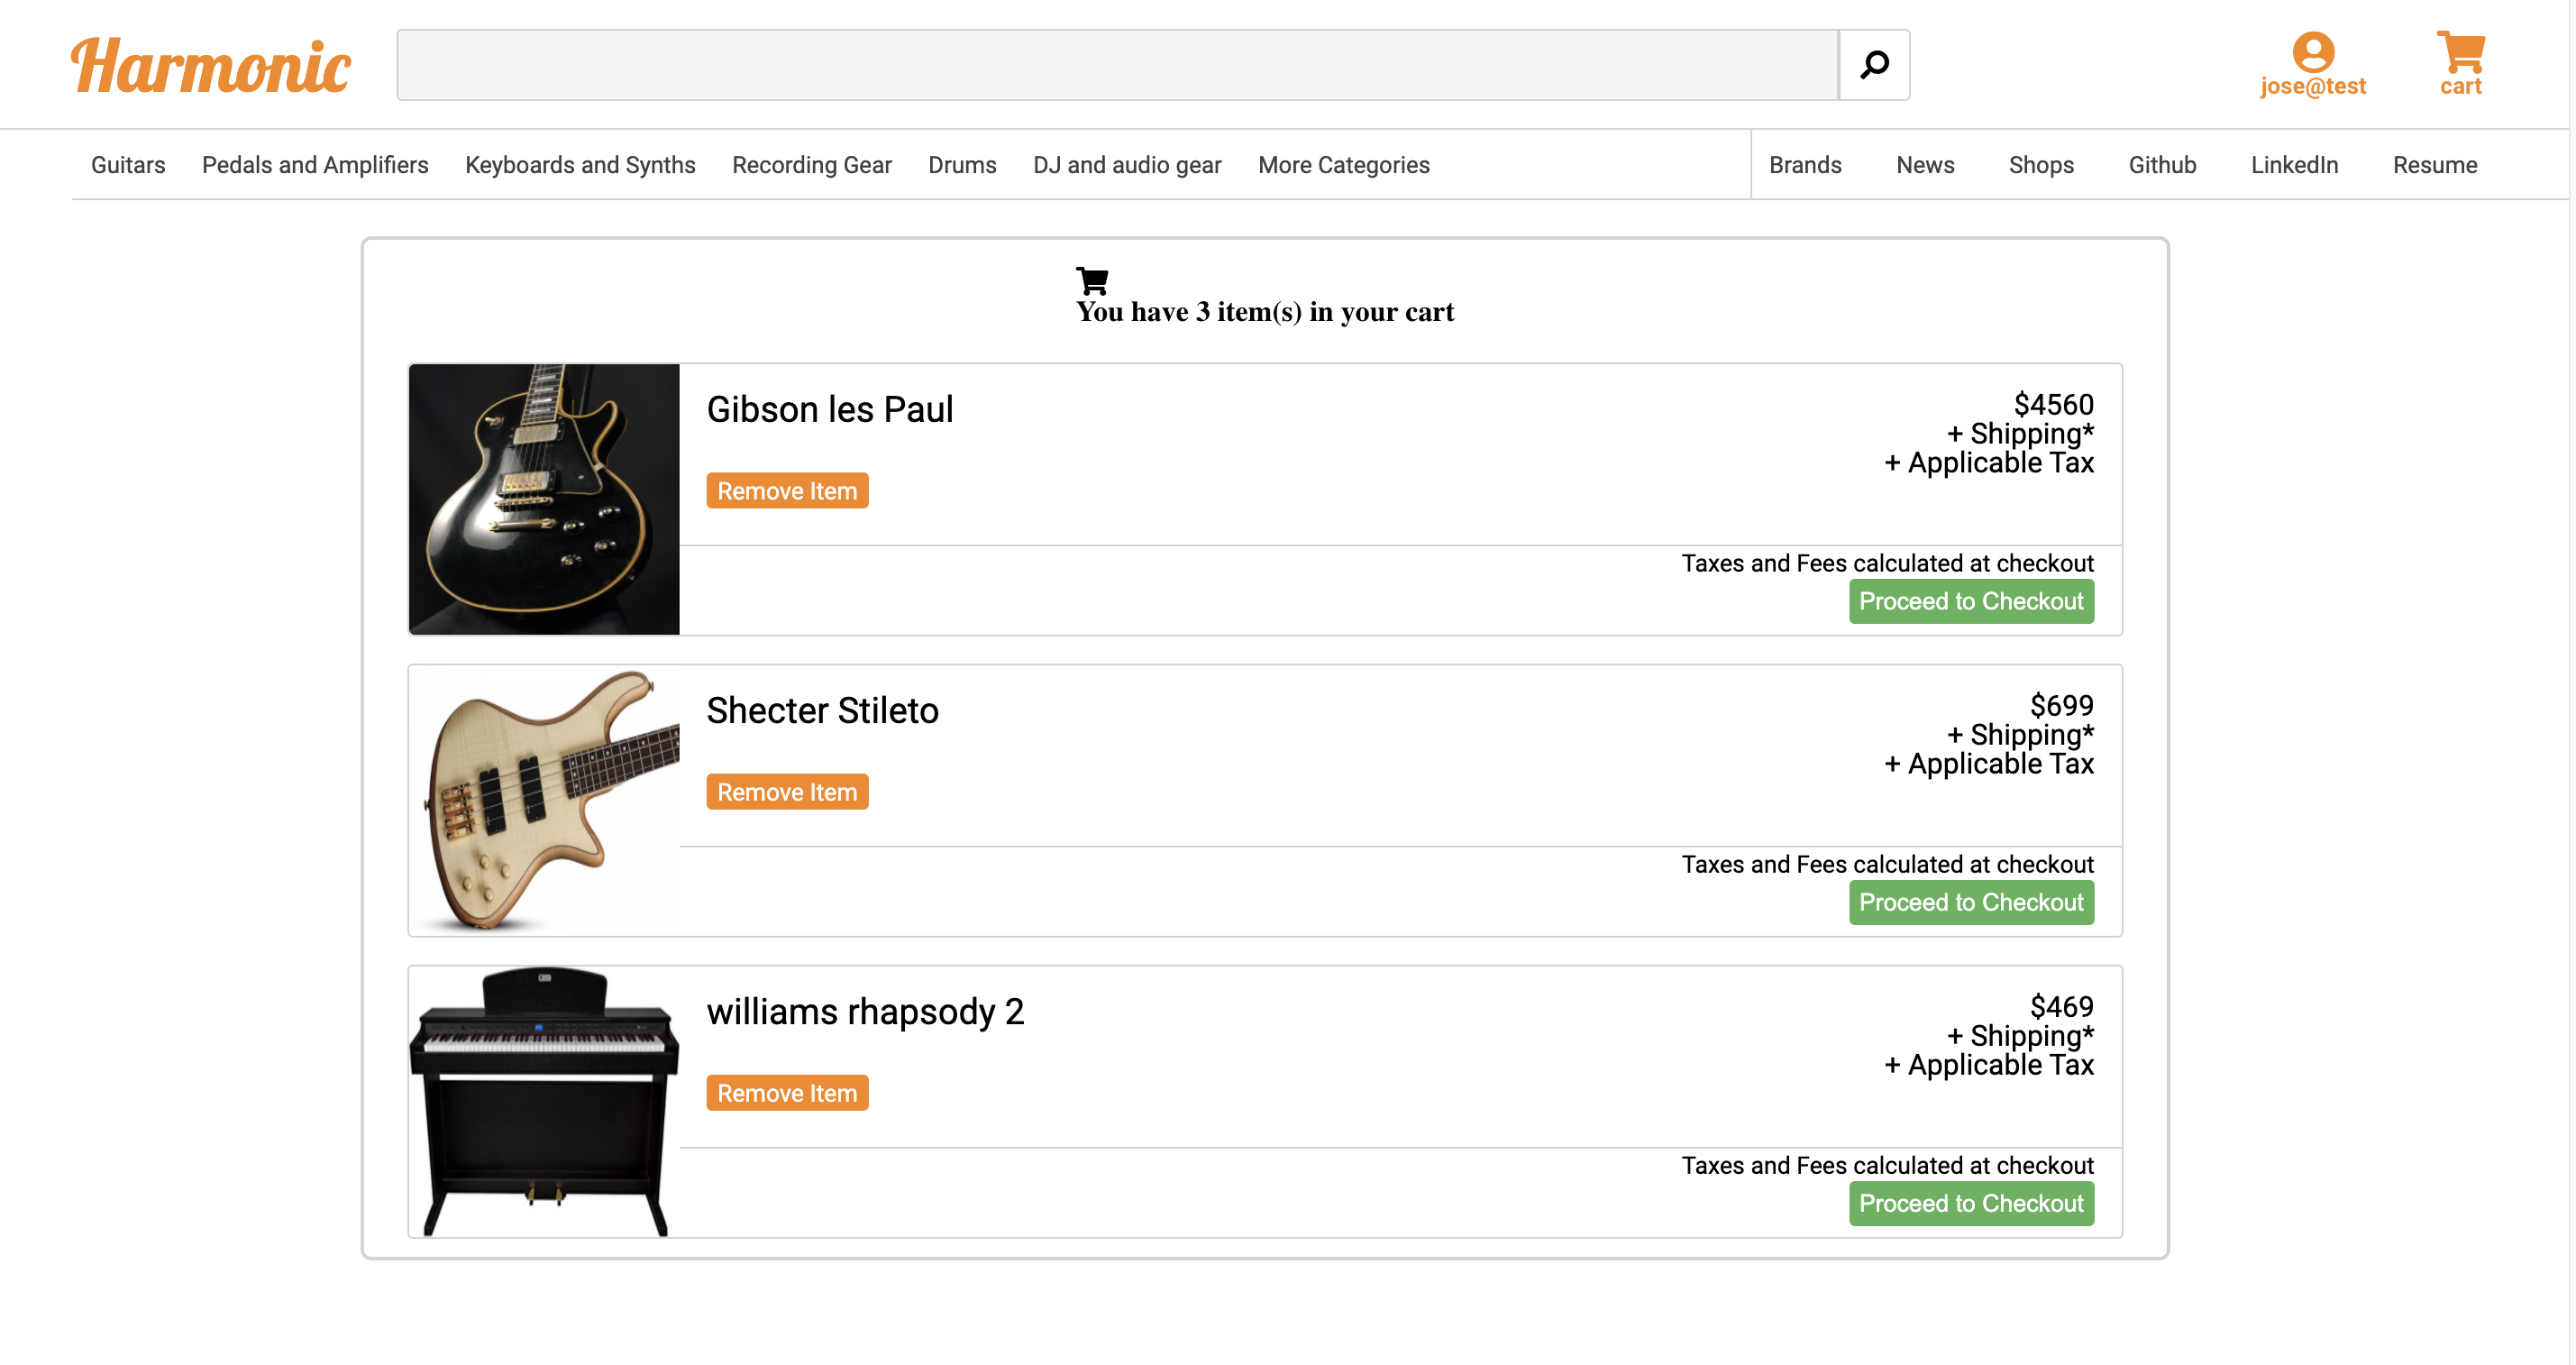 Harmonic
jose@test
cart
Guitars Pedals and Amplifiers Keyboards and Synths Recording Gear Drums DJ and audio gear More Categories Brands News Shops Github LinkedIn Resume
You have 3 item(s) in your cart
Gibson les Paul
$4560
+ Shipping*
+ Applicable Tax
Remove Item
Taxes and Fees calculated at checkout
Proceed to Checkout
Shecter Stileto
$699
+ Shipping*
+ Applicable Tax
Remove Item
Taxes and Fees calculated at checkout
Proceed to Checkout
williams rhapsody 2
$469
+ Shipping*
+ Applicable Tax
Remove Item
Taxes and Fees calculated at checkout
Proceed to Checkout